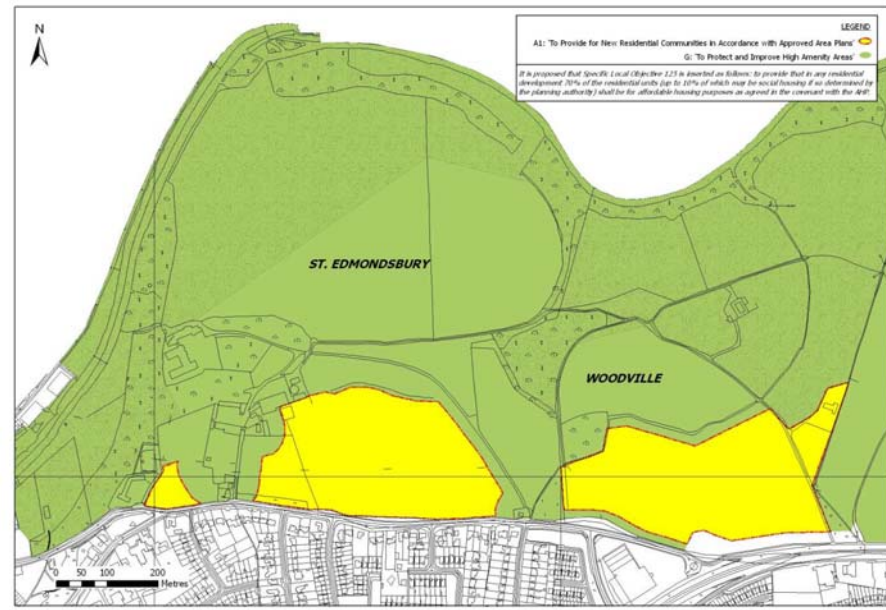 N
LEGEND
A1: 'To Provide for New Residential Communities in Accordance with Approved Area Plans'
G: 'To Protect and Improve High Amenity Areas'
It is proposed that Specific Local Objective 123 is inserted as follows: to provide that in any residential
development 70% of the residential units (up to 10% of which may be social housing if so determined by
the planning authority) shall be for affordable housing purposes as agreed in the covenant with the AHP.
ST. EDMONDSBURY
WOODVILLE
0 50 100 200
Metres